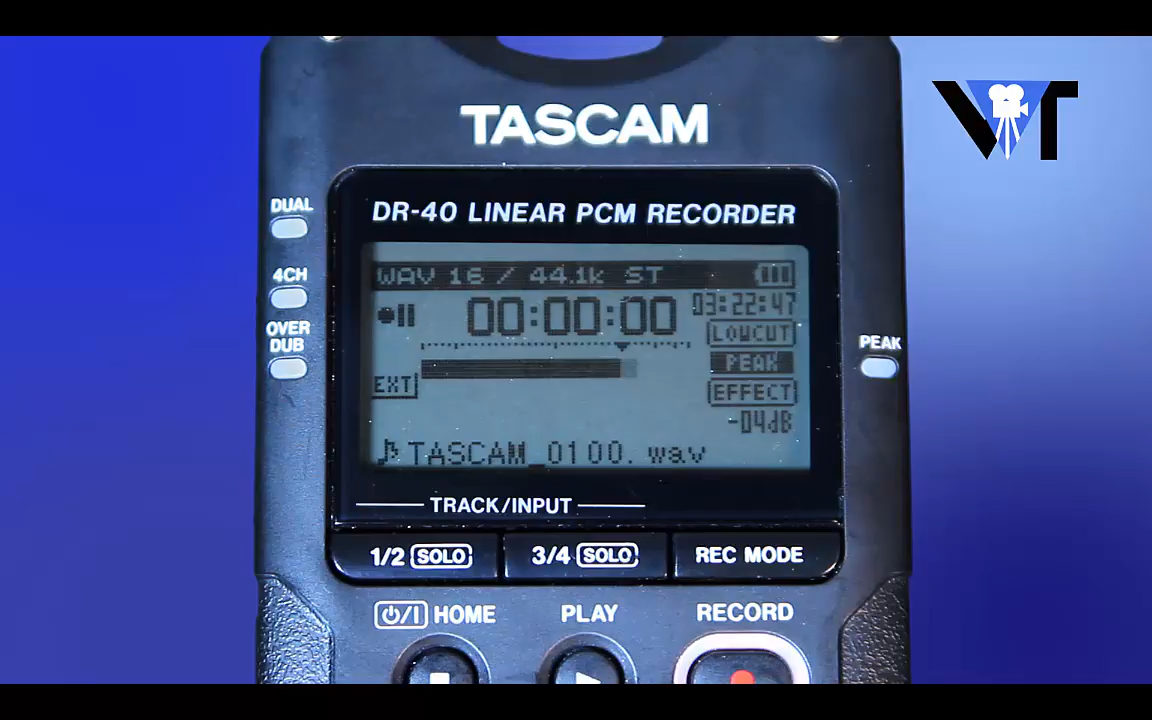 VT
TASCAM
DR-40 LINEAR PCM RECORDER
DUAL
4CH
OVER
DUB
PEAK
WAV 16 / 44.1k ST
00:00:00
03:22:47
LOWCUT
PEAK
EXT
EFFECT
-04dB
TASCAM_0100.wav
TRACK/INPUT
1/2 SOLO
3/4 SOLO
REC MODE
HOME
PLAY
RECORD